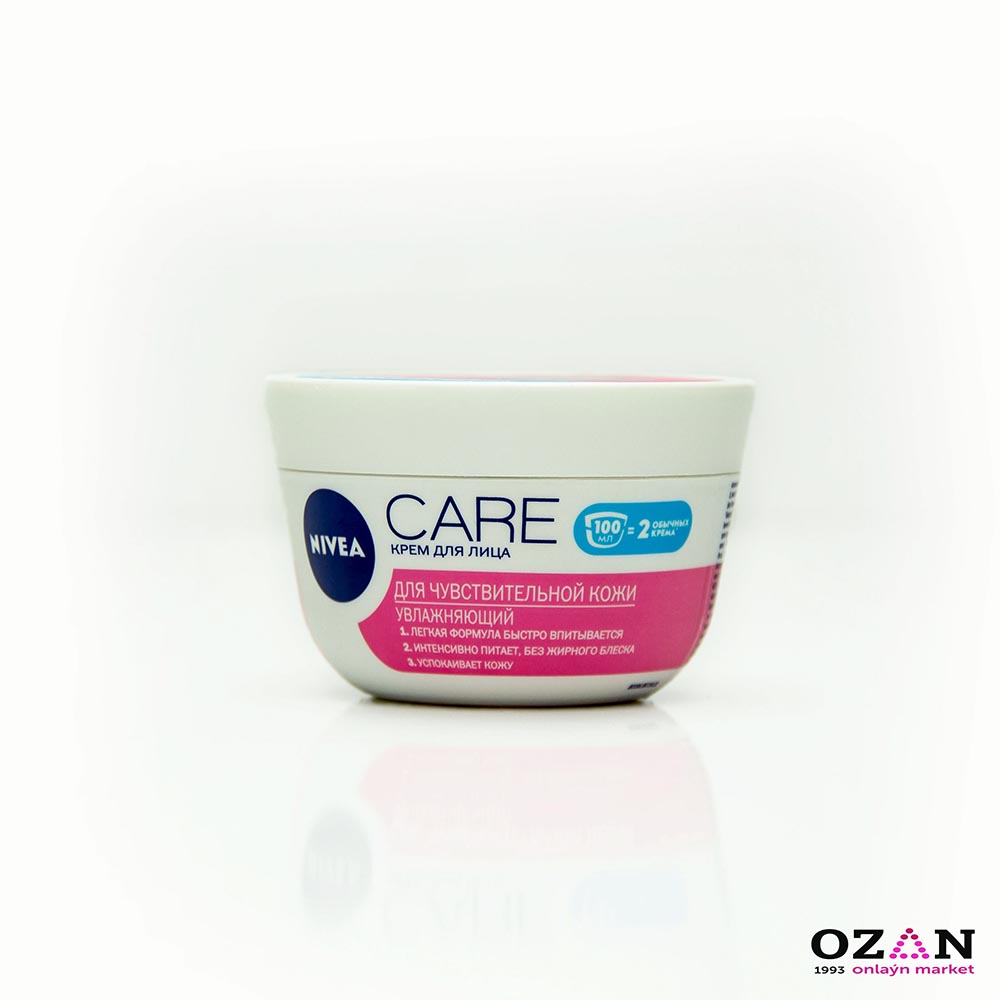 NIVEA
CARE
КРЕМ ДЛЯ ЛИЦА
100 МЛ = 2 ОБЫЧНЫХ КРЕМА*
ДЛЯ ЧУВСТВИТЕЛЬНОЙ КОЖИ
УВЛАЖНЯЮЩИЙ
1. ЛЕГКАЯ ФОРМУЛА БЫСТРО ВПИТЫВАЕТСЯ
2. ИНТЕНСИВНО ПИТАЕТ, БЕЗ ЖИРНОГО БЛЕСКА
3. УСПОКАИВАЕТ КОЖУ
OZAN
1993 onlaýn market